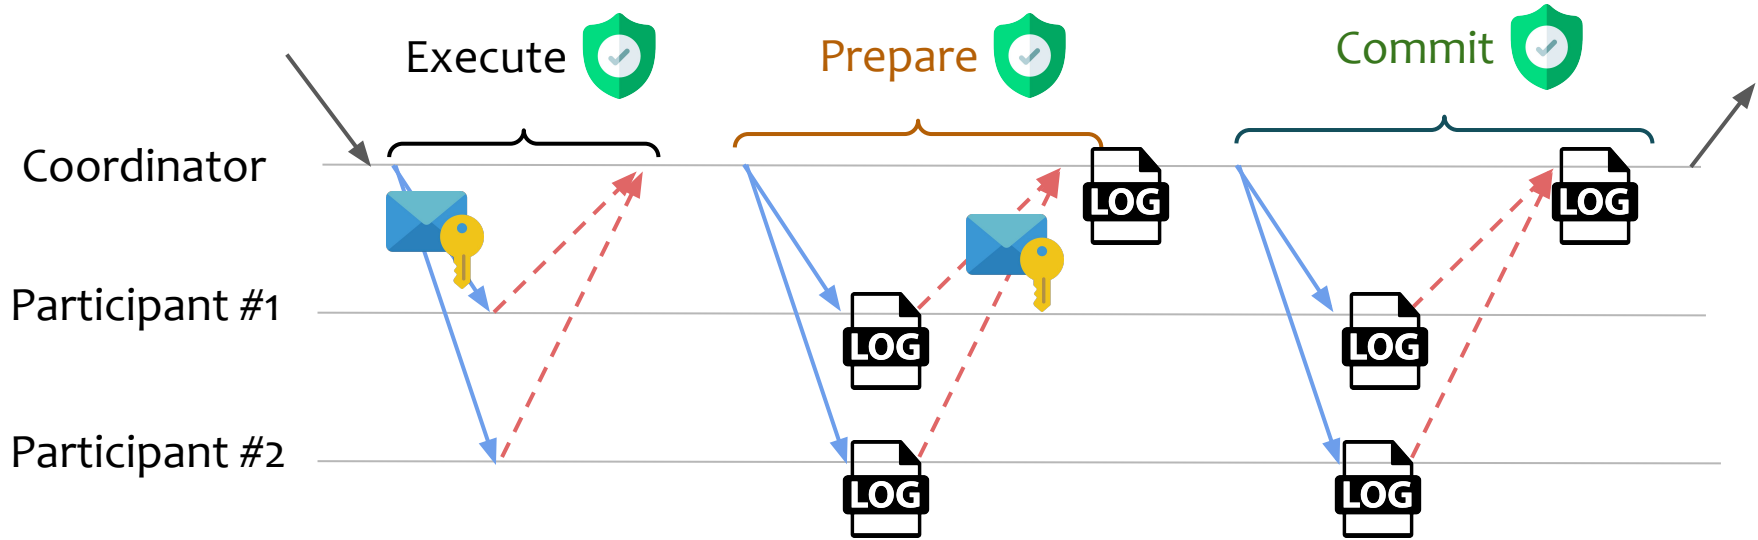 Execute
Prepare
Commit
Coordinator
LOG
LOG
Participant #1
LOG
LOG
Participant #2
LOG
LOG